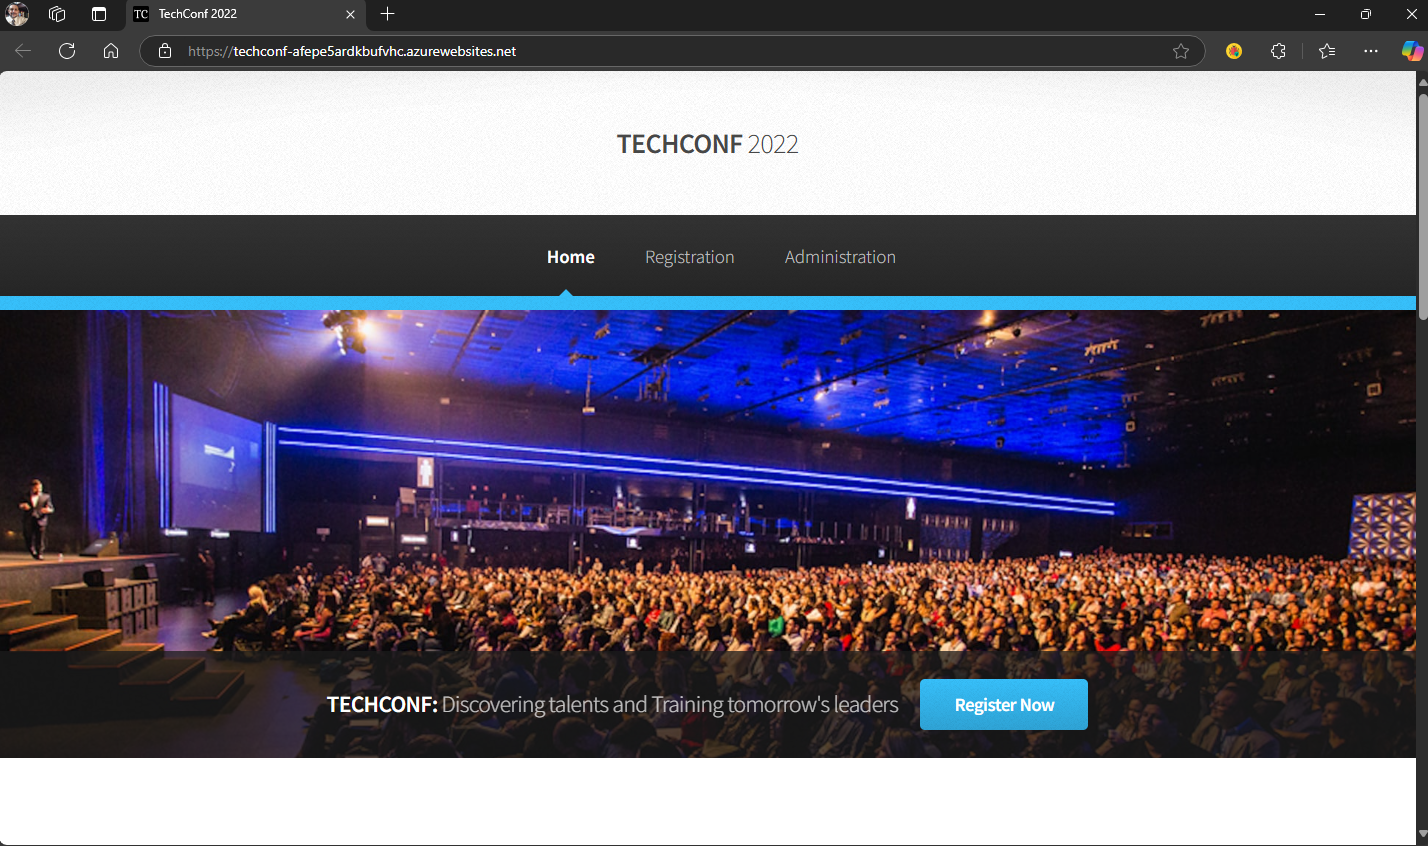 TC TechConf 2022
https://techconf-afepe5ardkbufvhc.azurewebsites.net
TECHCONF 2022
Home Registration Administration
TECHCONF: Discovering talents and Training tomorrow's leaders Register Now